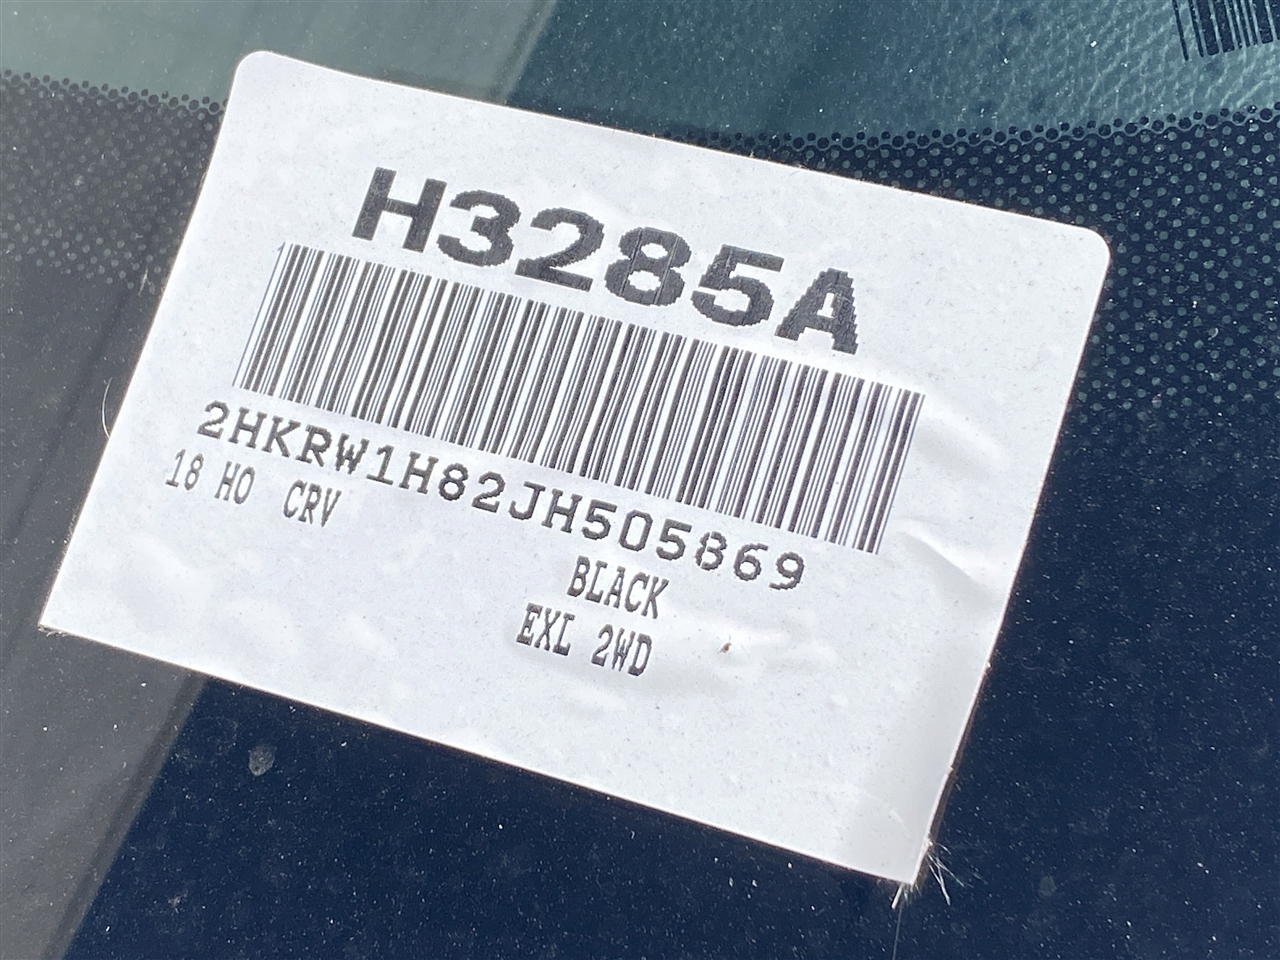 H3285A
2HKRW1H82JH505869
18 HO CRV
BLACK
EXL 2WD